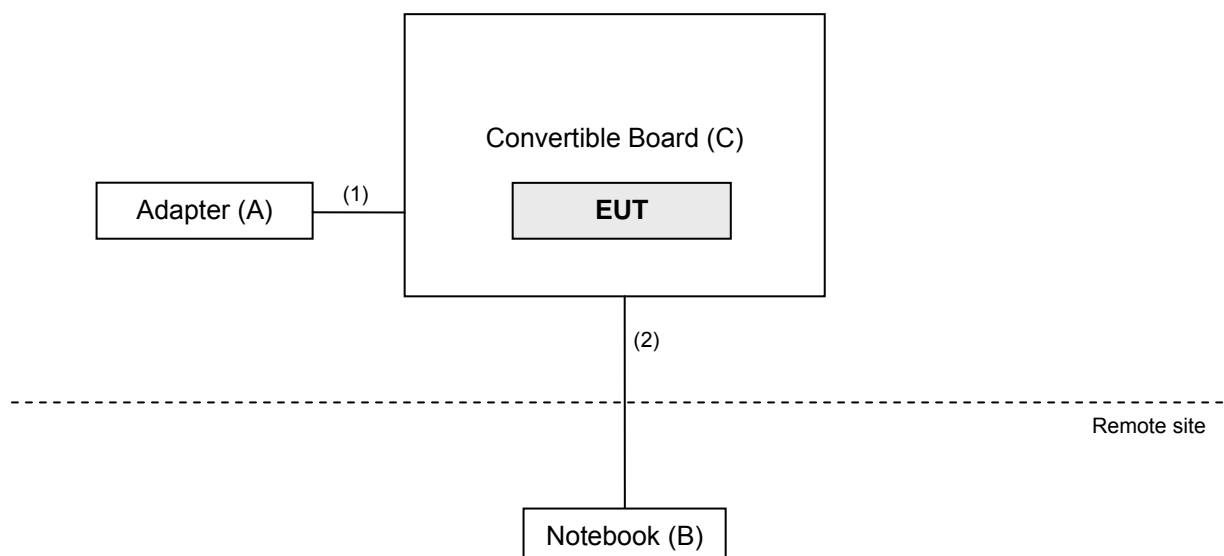 Convertible Board (C)
(1)
Adapter (A)
EUT
(2)
Remote site
Notebook (B)